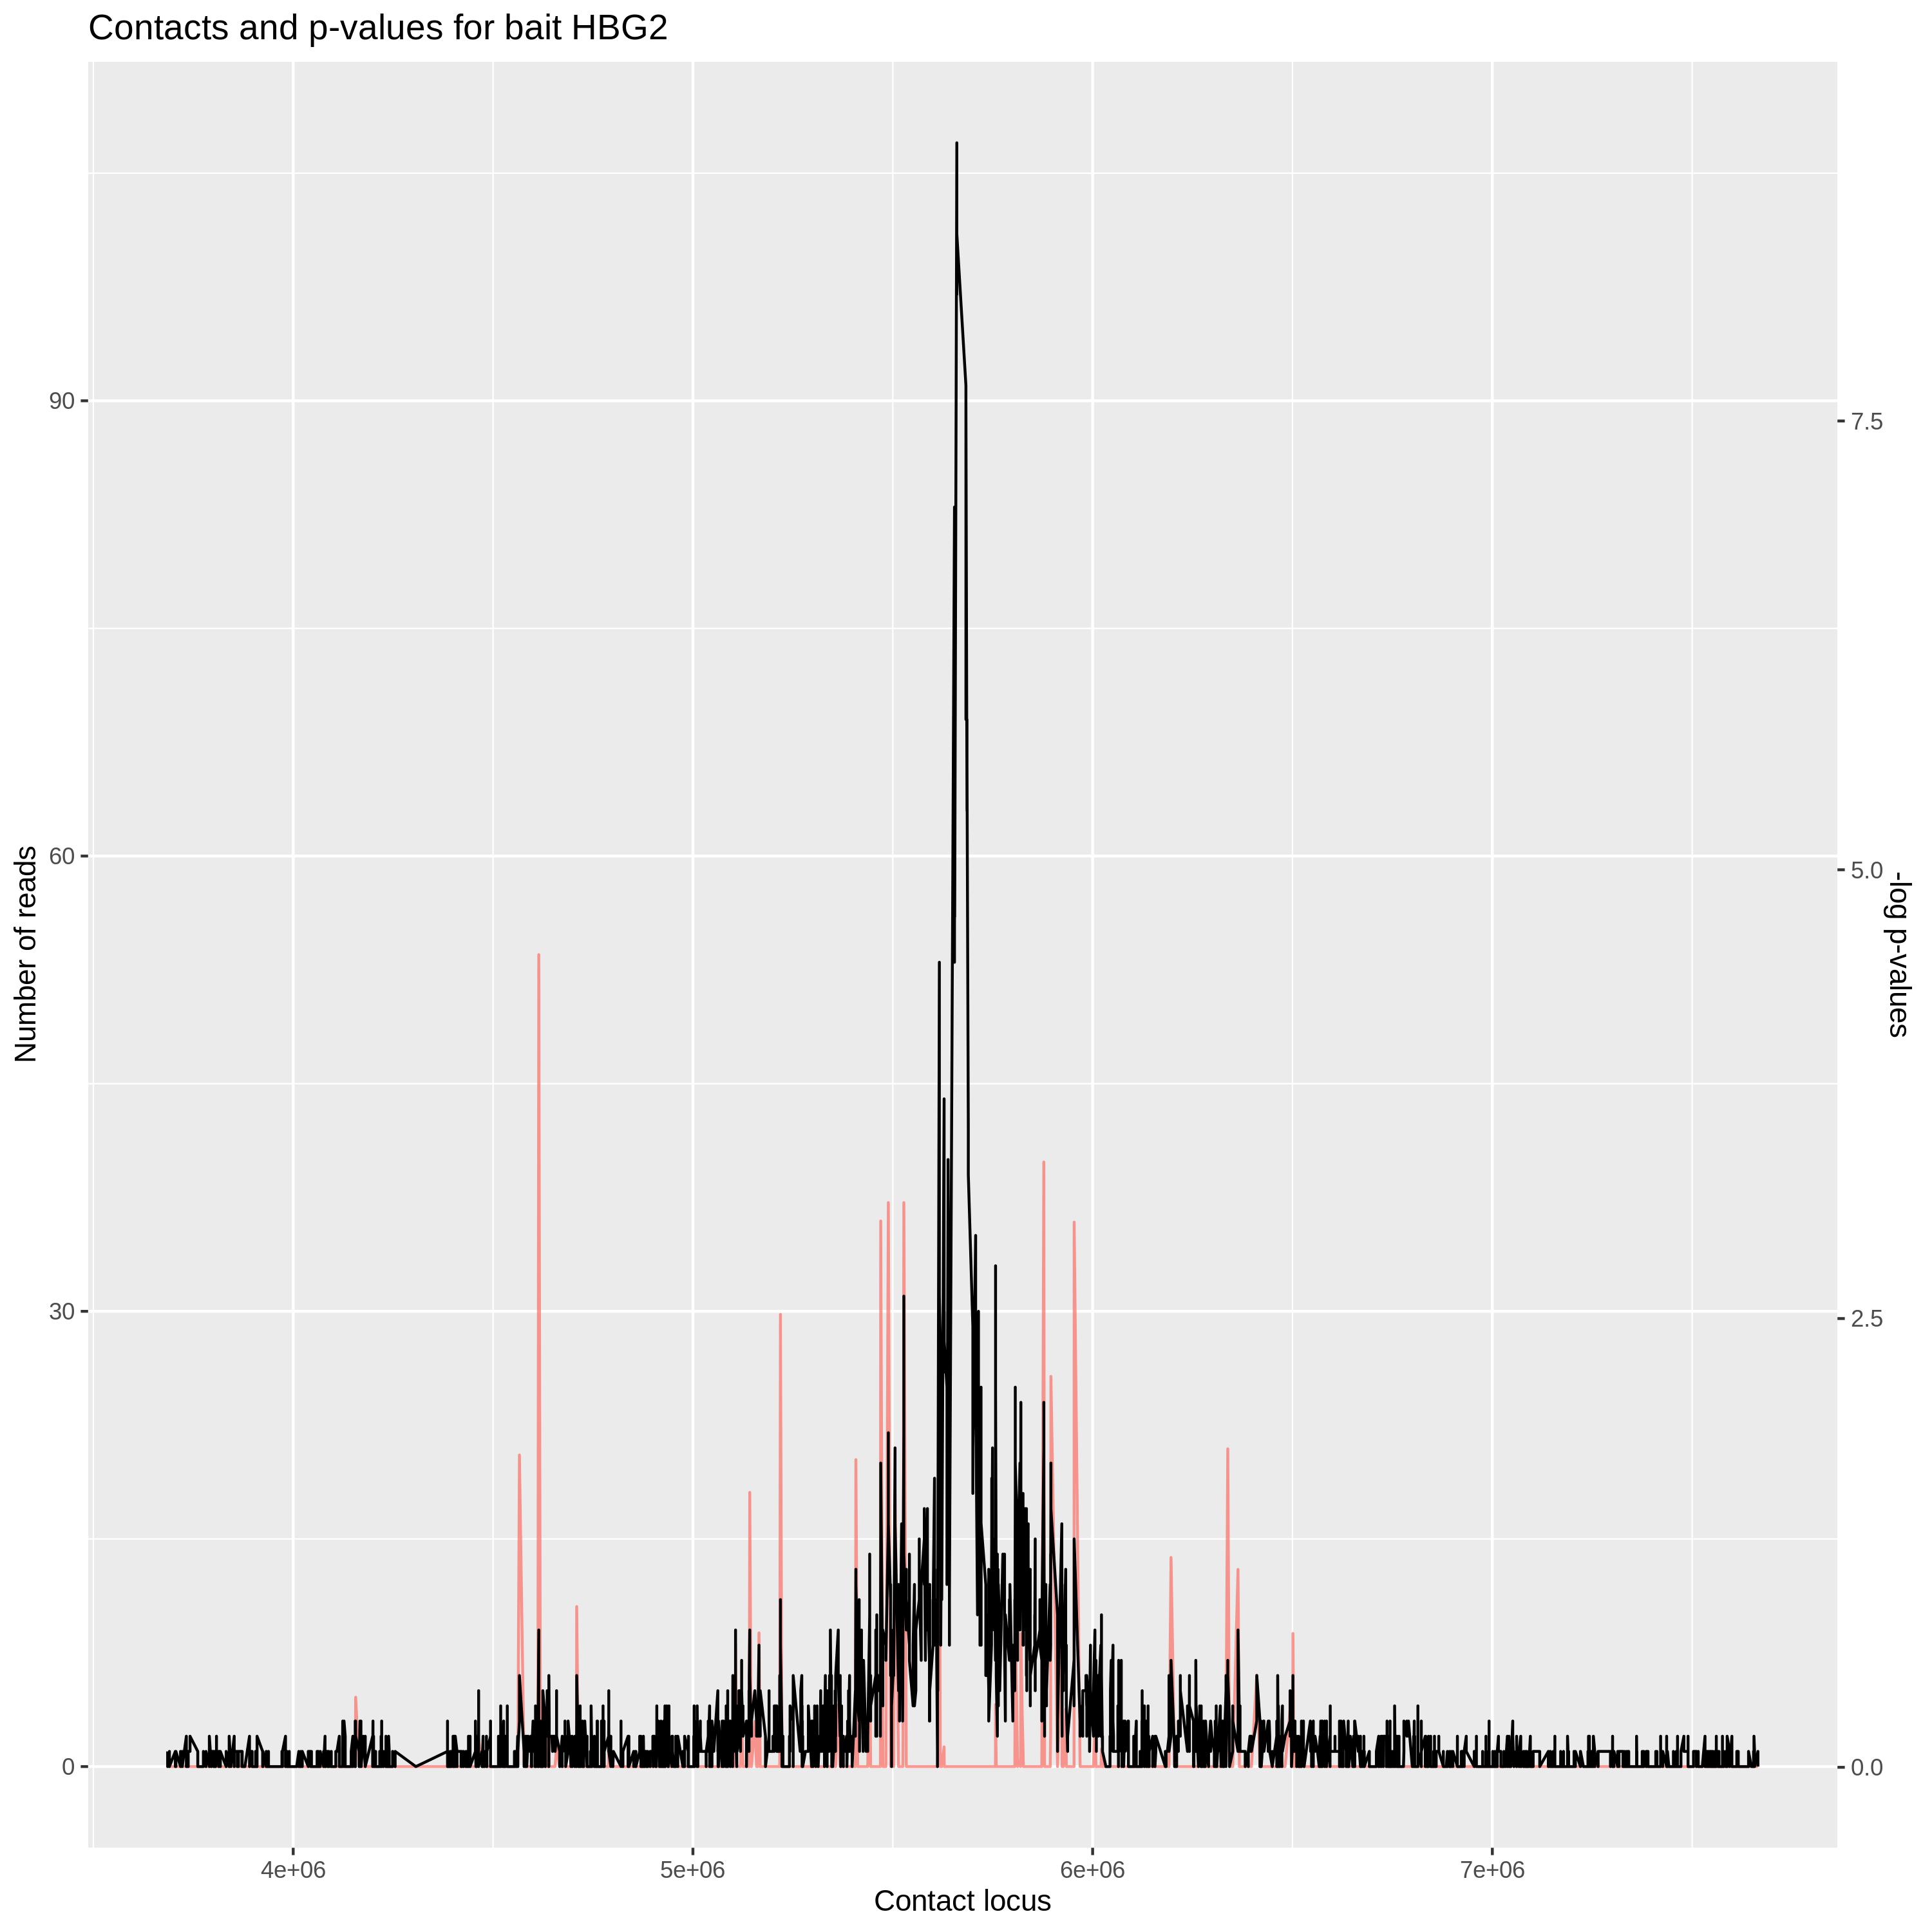 Contacts and p-values for bait HBG2
Number of reads
90
60
30
0
7.5
5.0
2.5
0.0
-log p-values
4e+06 5e+06 6e+06 7e+06
Contact locus